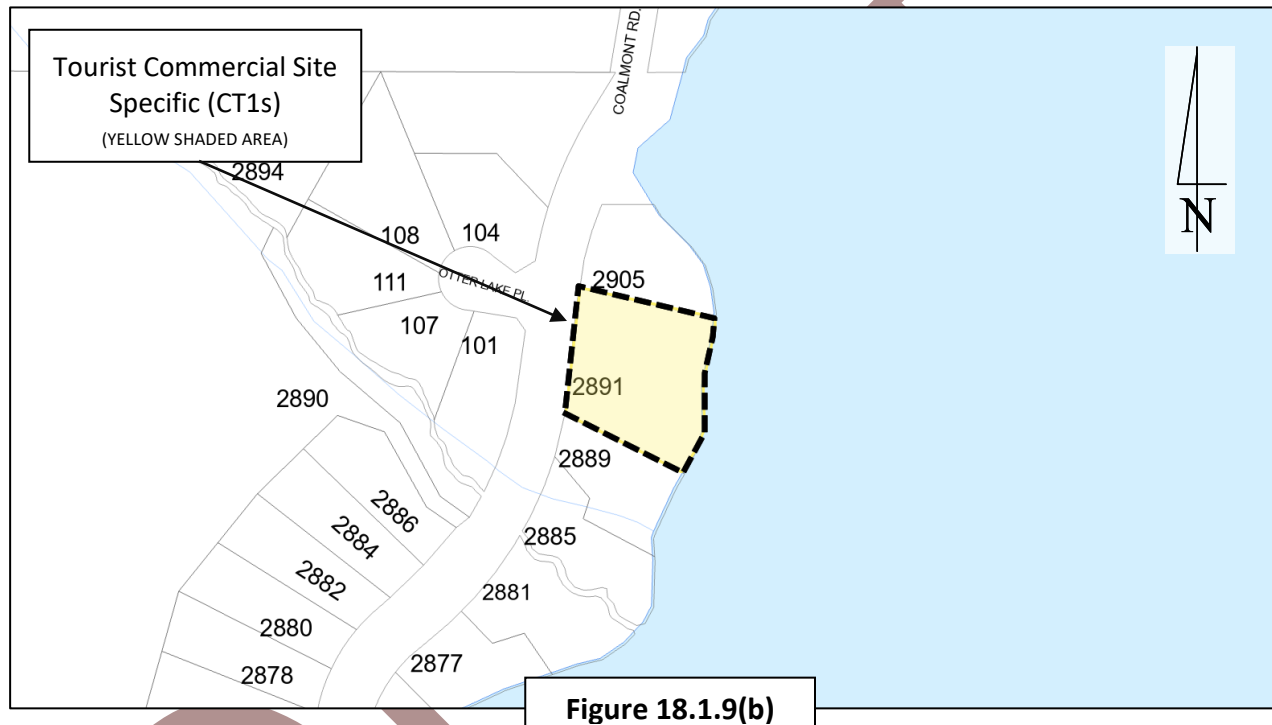 COALMONT RD.
Tourist Commercial Site
Specific (CT1s)
(YELLOW SHADED AREA)
N
2894
108
104
111
OTTER LAKE PL.
2905
107
101
2891
2890
2889
2886
2884
2885
2882
2881
2880
2877
2878
Figure 18.1.9(b)